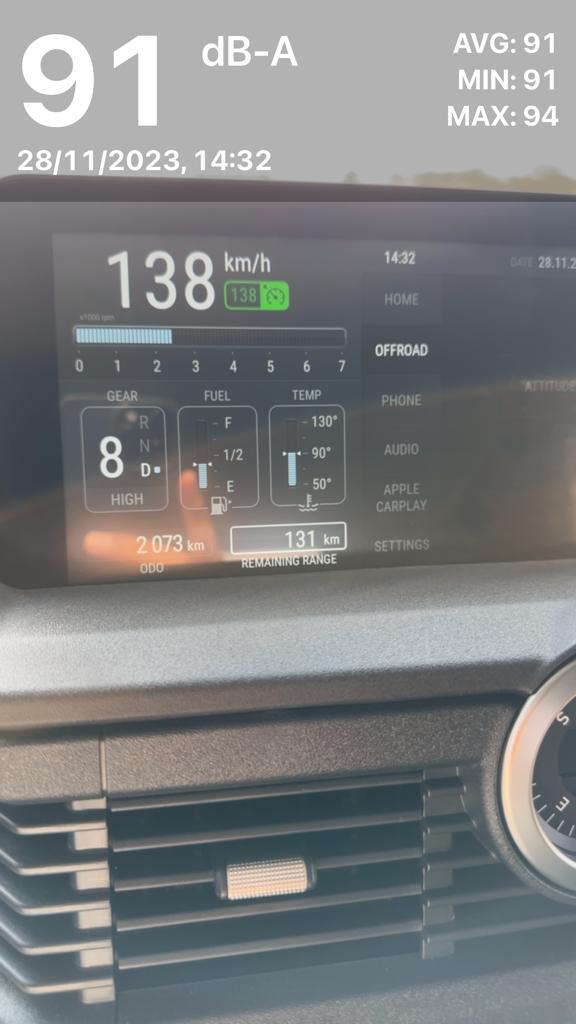 91 dB-A
AVG: 91
MIN: 91
MAX: 94
28/11/2023, 14:32
138 km/h
138
x1000 rpm
0 1 2 3 4 5 6 7
GEAR
8
R
N
D
HIGH
FUEL
F
1/2
E
TEMP
130°
90°
50°
2 073 km
ODO
131 km
REMAINING RANGE
14:32
DATE 28.11.2
HOME
OFFROAD
ATTITUDE
PHONE
AUDIO
APPLE
CARPLAY
SETTINGS
S
E